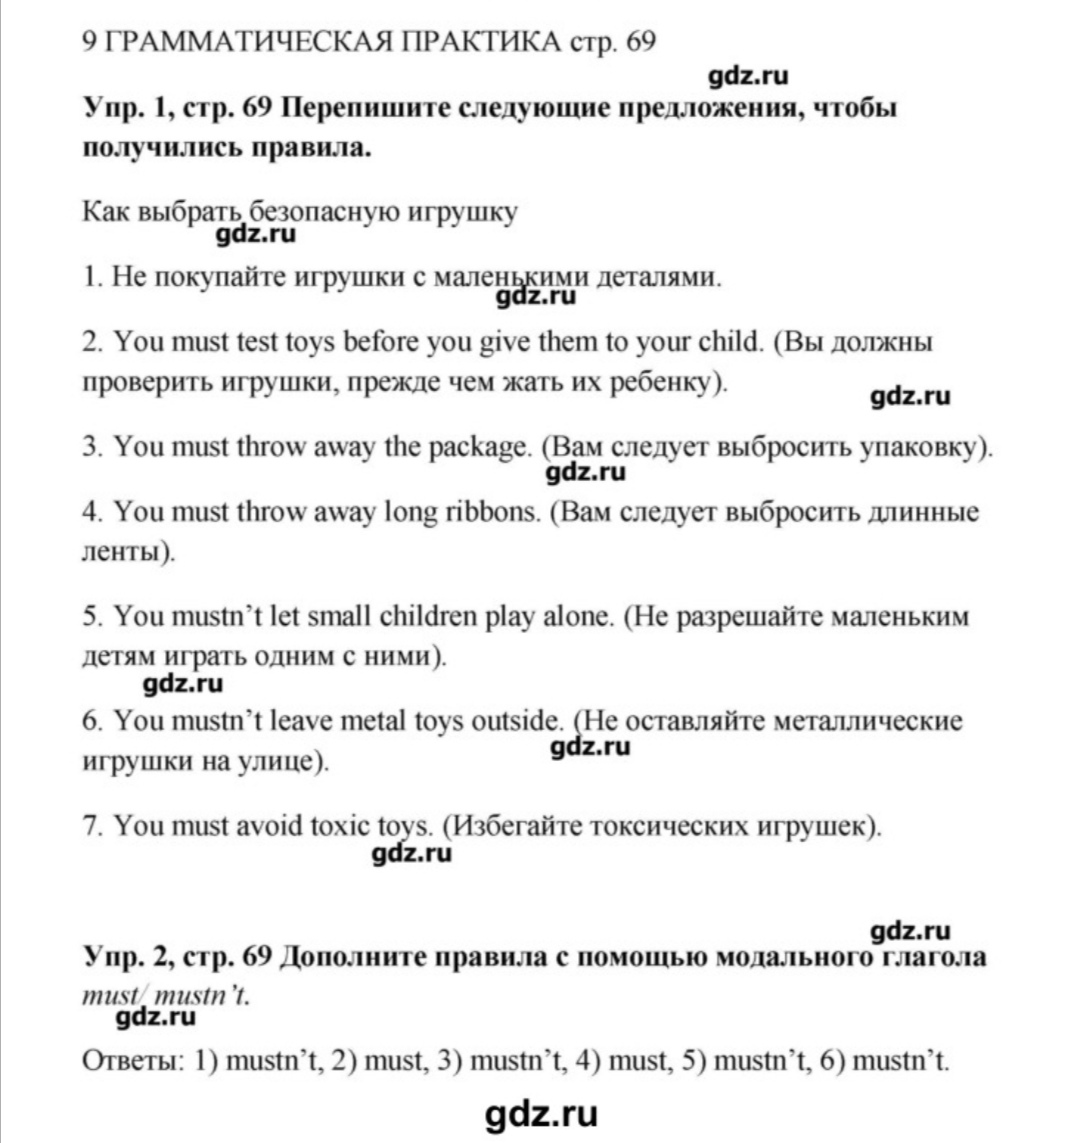 9 ГРАММАТИЧЕСКАЯ ПРАКТИКА стр. 69
gdz.ru
Упр. 1, стр. 69 Перепишите следующие предложения, чтобы
получились правила.
Как выбрать безопасную игрушку
gdz.ru
1. Не покупайте игрушки с маленькими деталями.
gdz.ru
2. You must test toys before you give them to your child. (Вы должны
проверить игрушки, прежде чем жать их ребенку).
gdz.ru
3. You must throw away the package. (Вам следует выбросить упаковку).
gdz.ru
4. You must throw away long ribbons. (Вам следует выбросить длинные
ленты).
5. You mustn’t let small children play alone. (Не разрешайте маленьким
детям играть одним с ними).
gdz.ru
6. You mustn’t leave metal toys outside. (Не оставляйте металлические
gdz.ru
игрушки на улице).
7. You must avoid toxic toys. (Избегайте токсических игрушек).
gdz.ru
gdz.ru
Упр. 2, стр. 69 Дополните правила с помощью модального глагола
must/ mustn’t.
gdz.ru
Ответы: 1) mustn’t, 2) must, 3) mustn’t, 4) must, 5) mustn’t, 6) mustn’t.
gdz.ru